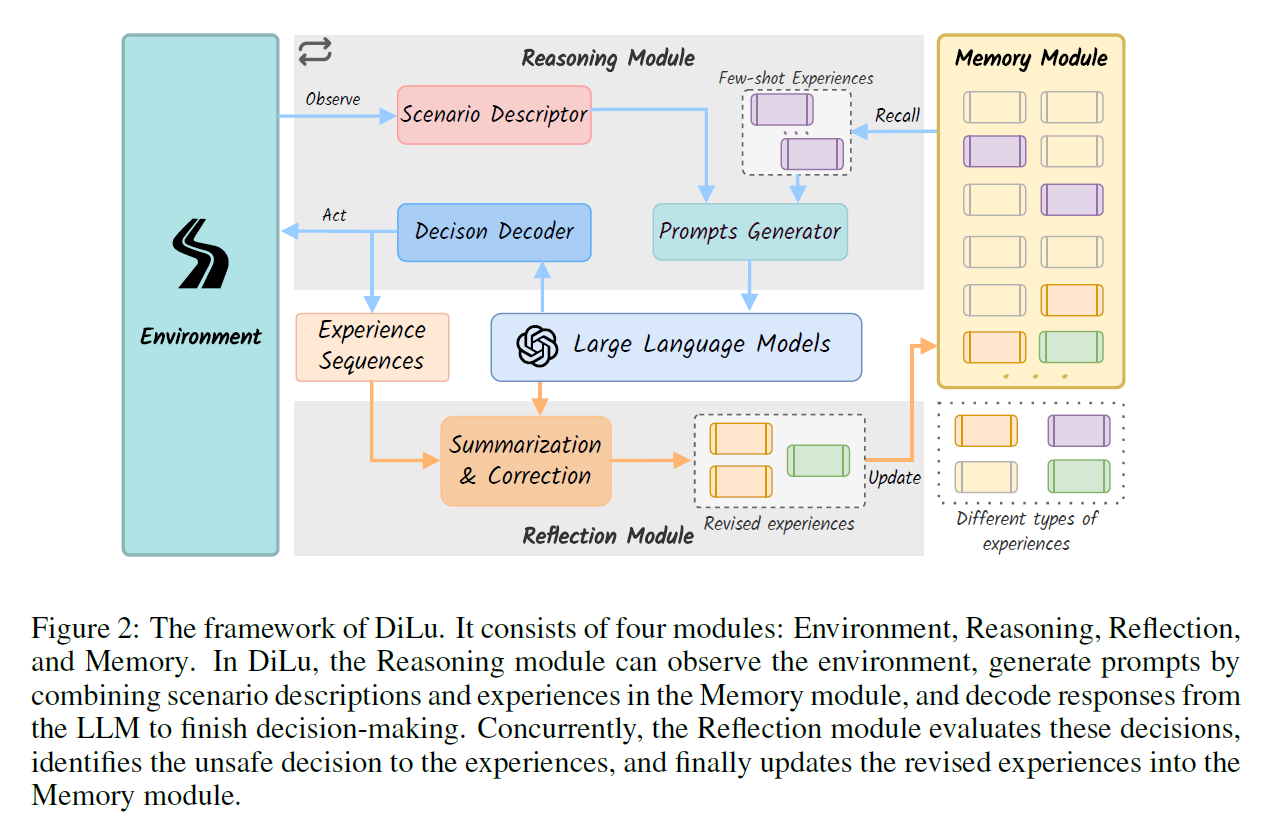 Reasoning Module
Memory Module
Few-shot Experiences
Observe
Scenario Descriptor
Recall
Act
Decison Decoder
Prompts Generator
Environment
Experience
Sequences
Large Language Models
Summarization
& Correction
Update
Revised experiences
Reflection Module
Different types of
experiences
Figure 2: The framework of DiLu. It consists of four modules: Environment, Reasoning, Reflection,
and Memory. In DiLu, the Reasoning module can observe the environment, generate prompts by
combining scenario descriptions and experiences in the Memory module, and decode responses from
the LLM to finish decision-making. Concurrently, the Reflection module evaluates these decisions,
identifies the unsafe decision to the experiences, and finally updates the revised experiences into the
Memory module.